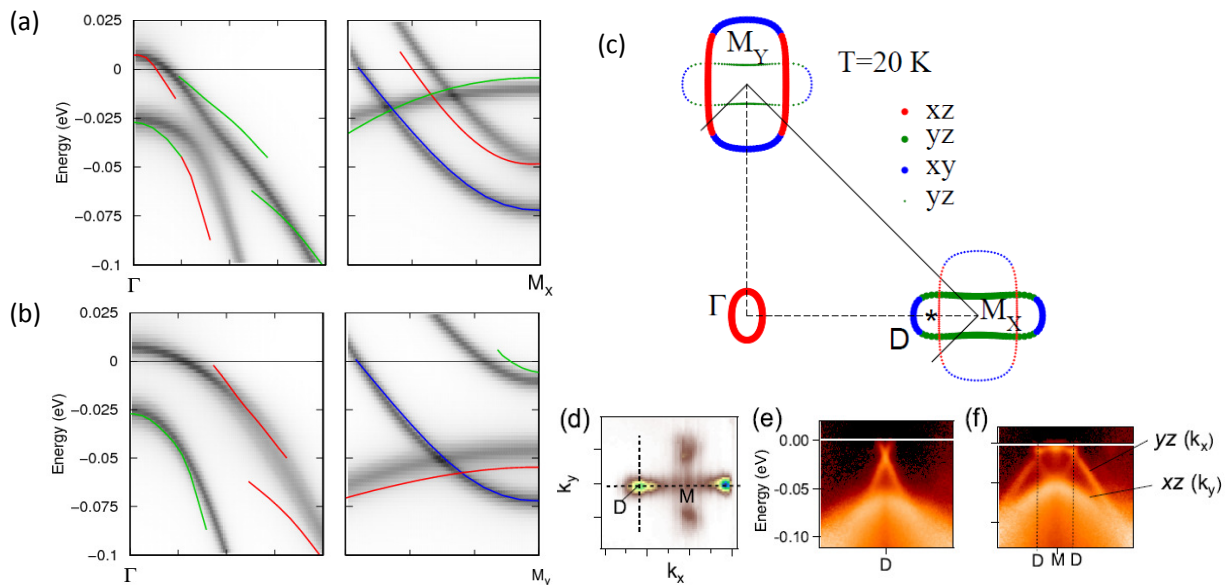 (a)
0.025
0
−0.025
−0.05
−0.075
−0.1
Energy (eV)
Γ
Mx
(b)
0.025
0
−0.025
−0.05
−0.075
−0.1
Energy (eV)
Γ
My
(c)
MY
T=20 K
xz
yz
xy
yz
Γ
*
MX
D
(d)
ky
D
M
kx
(e)
0.00
−0.05
−0.10
Energy (eV)
D
(f)
yz (kx)
xz (ky)
D M D